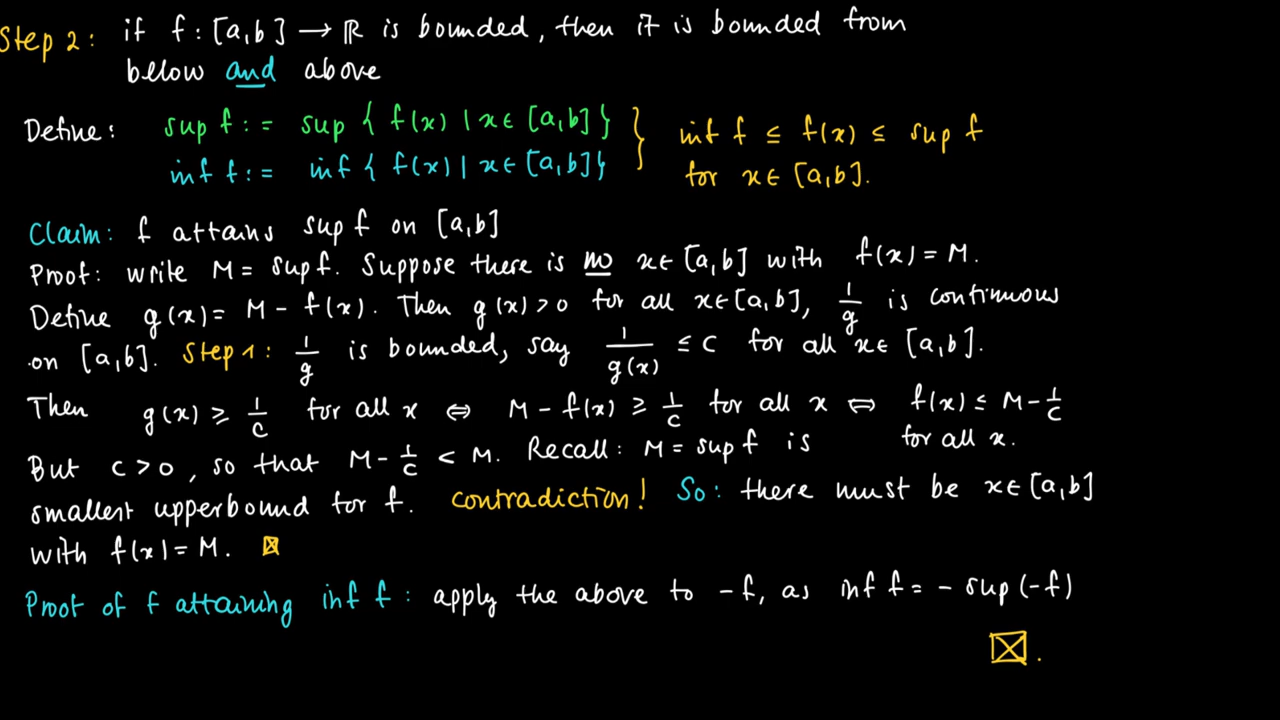 Step 2: if f : [a,b] → ℝ is bounded, then it is bounded from
bellow and above
Define: sup f := sup { f(x) | x ∈ [a,b] } } inf f ≤ f(x) ≤ sup f
inf f := inf { f(x) | x ∈ [a,b] } for x ∈ [a,b].
Claim: f attains sup f on [a,b]
Proof: write M = sup f. Suppose there is no x ∈ [a,b] with f(x) = M.
Define g(x) = M - f(x). Then g(x) > 0 for all x ∈ [a,b], 1/g is continuous
on [a,b]. Step 1: 1/g is bounded, say 1/g(x) ≤ C for all x ∈ [a,b].
Then g(x) ≥ 1/C for all x ⇔ M - f(x) ≥ 1/C for all x ⇔ f(x) ≤ M - 1/C
for all x.
But C > 0, so that M - 1/C < M. Recall: M = sup f is
smallest upperbound for f. contradiction! So: there must be x ∈ [a,b]
with f(x) = M. ⊠
Proof of f attaining inf f: apply the above to -f, as inf f = - sup (-f)
⊠.